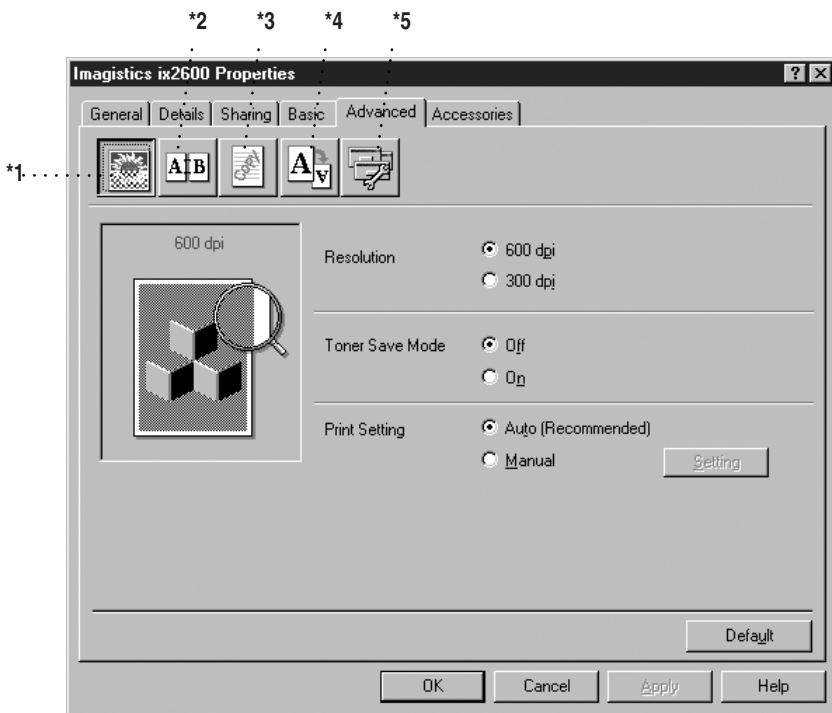 *2 *3 *4 *5
Imagistics ix2600 Properties
General Details Sharing Basic Advanced Accessories
*1
A B COPY A A
600 dpi
Resolution
600 dpi
300 dpi
Toner Save Mode
Off
On
Print Setting
Auto (Recommended)
Manual
Setting
Default
OK Cancel Apply Help